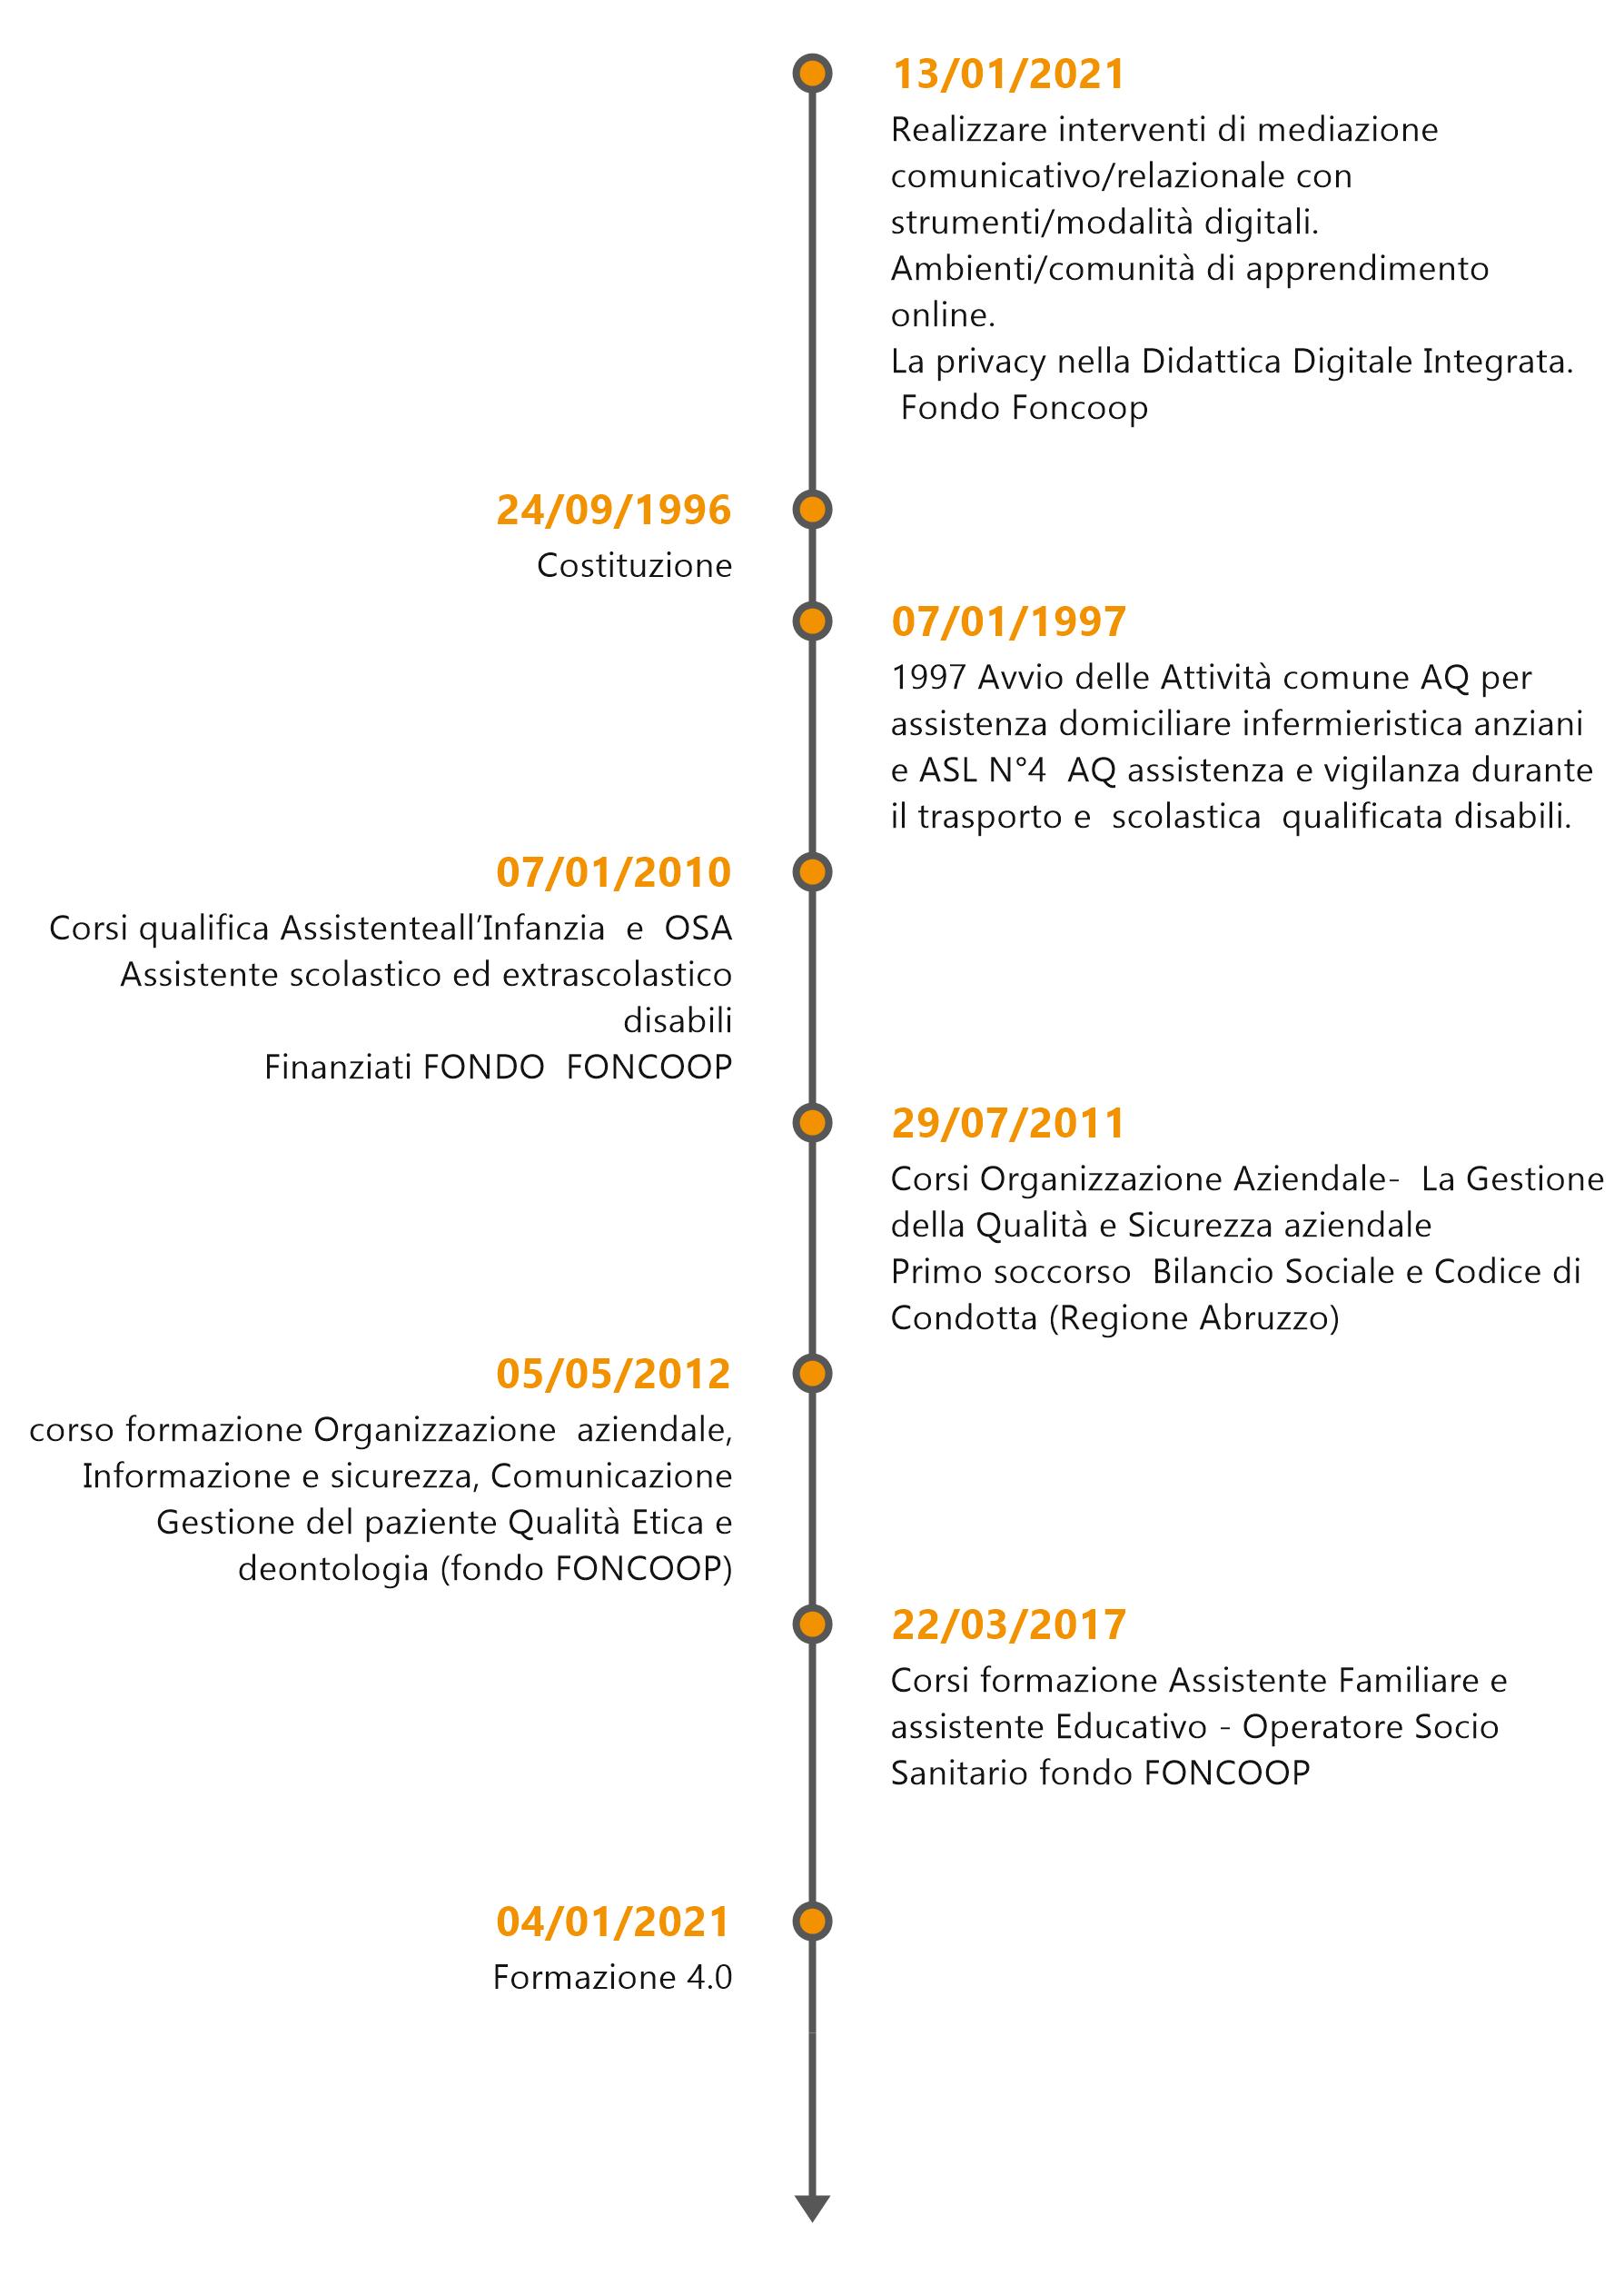 13/01/2021
Realizzare interventi di mediazione
comunicativo/relazionale con
strumenti/modalità digitali.
Ambienti/comunità di apprendimento
online.
La privacy nella Didattica Digitale Integrata.
Fondo Foncoop
24/09/1996
Costituzione
07/01/1997
1997 Avvio delle Attività comune AQ per
assistenza domiciliare infermieristica anziani
e ASL N°4  AQ assistenza e vigilanza durante
il trasporto e  scolastica  qualificata disabili.
07/01/2010
Corsi qualifica Assistenteall’Infanzia  e  OSA
Assistente scolastico ed extrascolastico
disabili
Finanziati FONDO  FONCOOP
29/07/2011
Corsi Organizzazione Aziendale-  La Gestione
della Qualità e Sicurezza aziendale
Primo soccorso  Bilancio Sociale e Codice di
Condotta (Regione Abruzzo)
05/05/2012
corso formazione Organizzazione  aziendale,
Informazione e sicurezza, Comunicazione
Gestione del paziente Qualità Etica e
deontologia (fondo FONCOOP)
22/03/2017
Corsi formazione Assistente Familiare e
assistente Educativo - Operatore Socio
Sanitario fondo FONCOOP
04/01/2021
Formazione 4.0